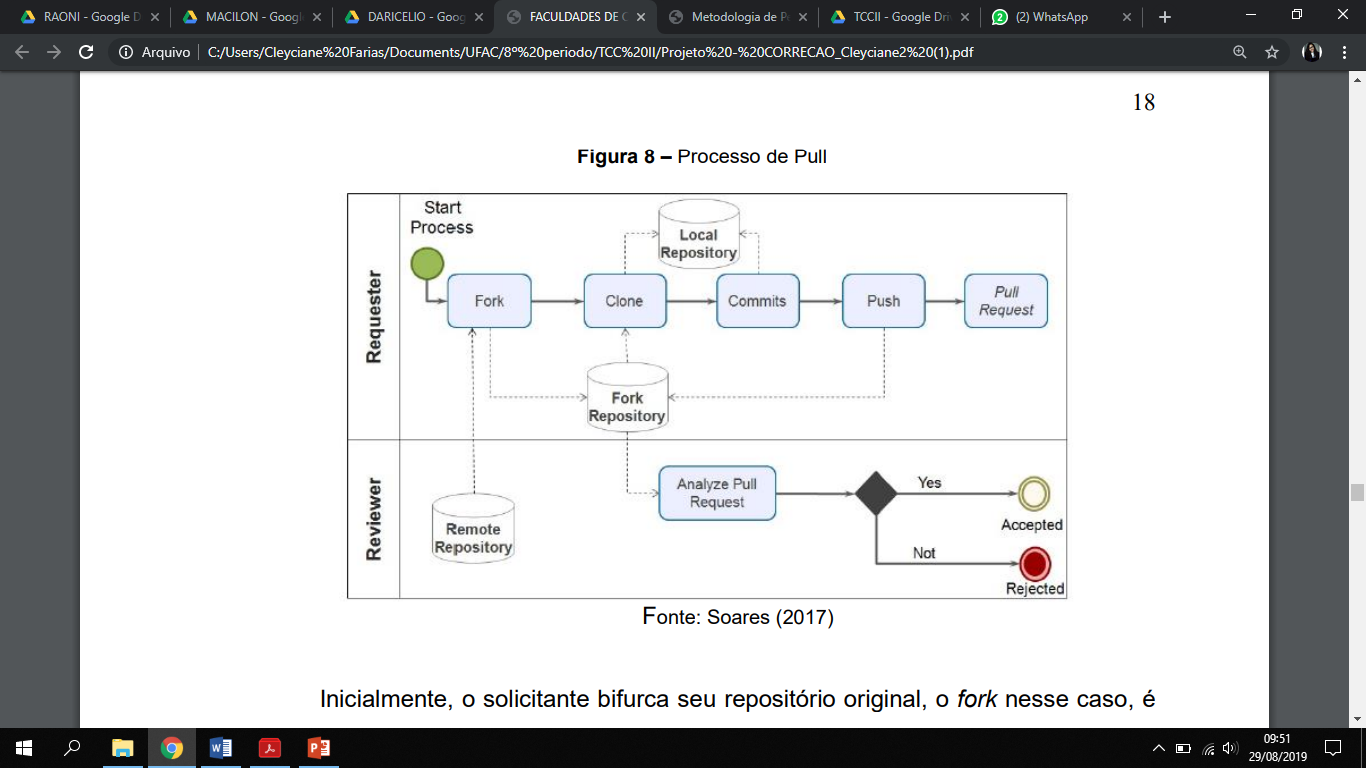 RAONI - Google D
MACILON - Googl
DARICELIO - Goog
FACULDADES DE C
Metodologia de Pe
TCCII - Google Driv
(2) WhatsApp
Arquivo
C:/Users/Cleyciane%20Farias/Documents/UFAC/8º%20periodo/TCC%20II/Projeto%20-%20CORRECAO_Cleyciane2%20(1).pdf
18
Figura 8 – Processo de Pull
Requester
Start
Process
Local
Repository
Fork
Clone
Commits
Push
Pull
Request
Fork
Repository
Reviewer
Remote
Repository
Analyze Pull
Request
Yes
Accepted
Not
Rejected
Fonte: Soares (2017)
Inicialmente, o solicitante bifurca seu repositório original, o fork nesse caso, é
09:51
29/08/2019